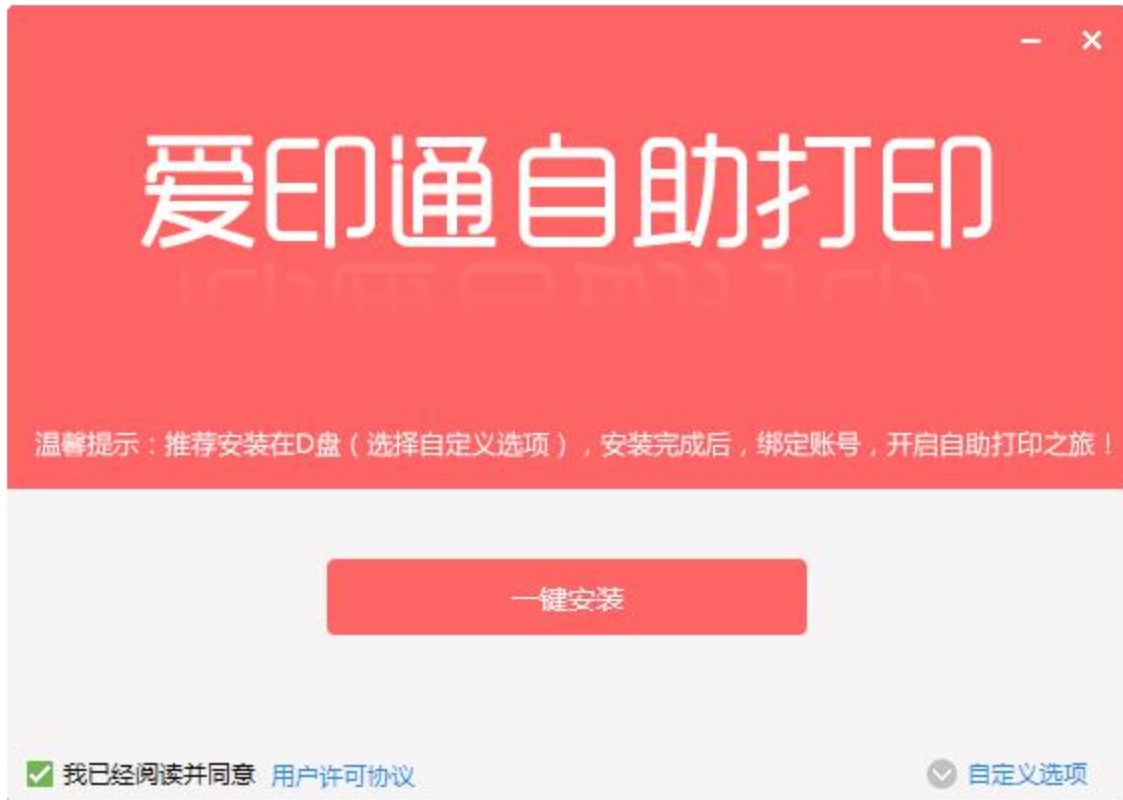 爱印通自助打印
温馨提示：推荐安装在D盘（选择自定义选项），安装完成后，绑定账号，开启自助打印之旅！
一键安装
我已经阅读并同意 用户许可协议
自定义选项